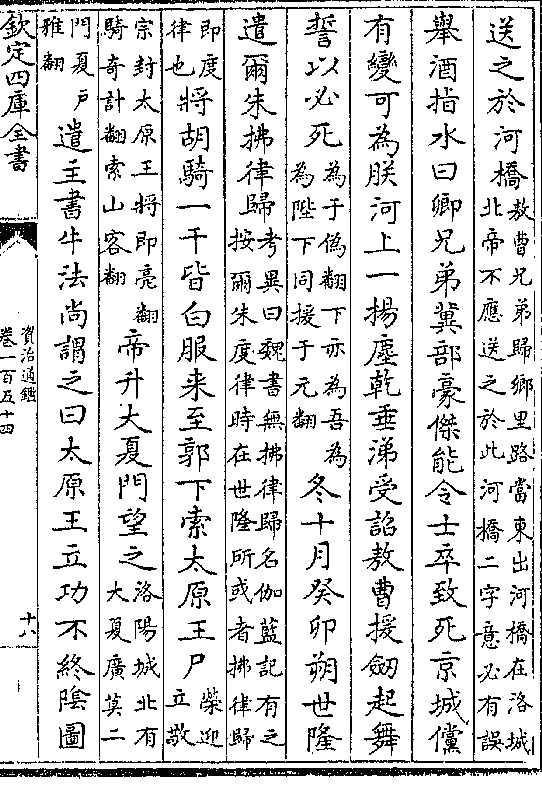 送之於河橋敖曹兄弟歸鄉里路當東出河橋在洛城
北帝不應送之於此河橋二字意必有誤
舉酒指水曰卿兄弟冀部豪傑能令士卒致死京城儻
有變可為朕河上一揚塵乾垂涕受詔敖曹援劒起舞
誓以必死為于偽翻下亦為吾為
為陛下同援于元翻冬十月癸卯朔世隆
遣爾朱拂律歸考異曰魏書無拂律歸名伽藍記有之
按爾朱度律時在世隆所或者拂律歸
即度
律也將胡騎一千皆白服来至郭下索太原王尸榮迎
立敬
宗封太原王將即亮翻
騎奇計翻索山客翻帝升大夏門望之洛陽城北有
大夏廣莫二
門夏戸
雅翻遣主書牛法尚謂之曰太原王立功不終陰圖
欽定四庫全書
資治通鑑
卷一百五十四
十八